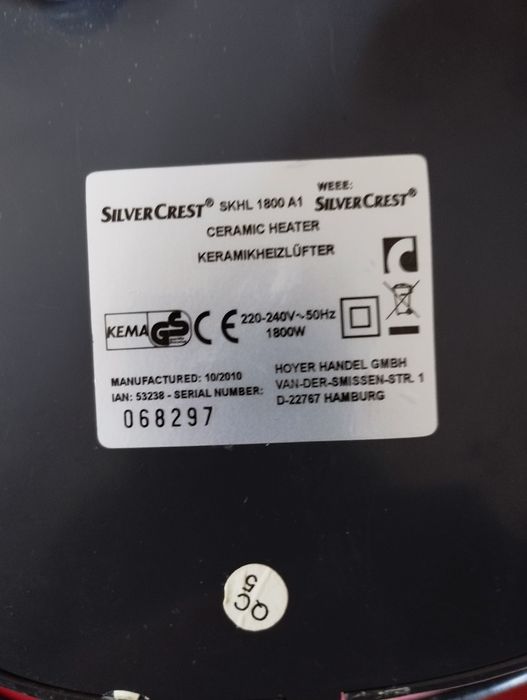 WEEE:
SILVERCREST® SKHL 1800 A1 SILVERCREST®
CERAMIC HEATER
KERAMIKHEIZLÜFTER
KEMA GS CE 220-240V~50Hz
1800W
MANUFACTURED: 10/2010
IAN: 53238 - SERIAL NUMBER:
068297
HOYER HANDEL GMBH
VAN-DER-SMISSEN-STR. 1
D-22767 HAMBURG
QC
5